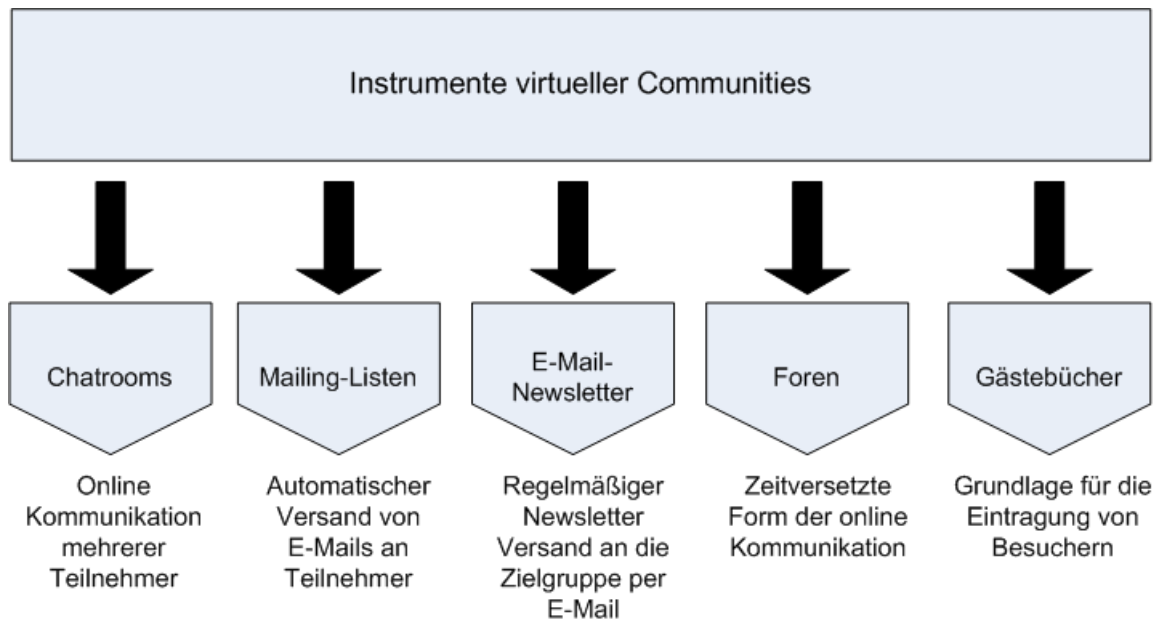 Instrumente virtueller Communities
Chatrooms
Mailing-Listen
E-Mail-
Newsletter
Foren
Gästebücher
Online
Kommunikation
mehrerer
Teilnehmer
Automatischer
Versand von
E-Mails an
Teilnehmer
Regelmäßiger
Newsletter
Versand an die
Zielgruppe per
E-Mail
Zeitversetzte
Form der online
Kommunikation
Grundlage für die
Eintragung von
Besuchern